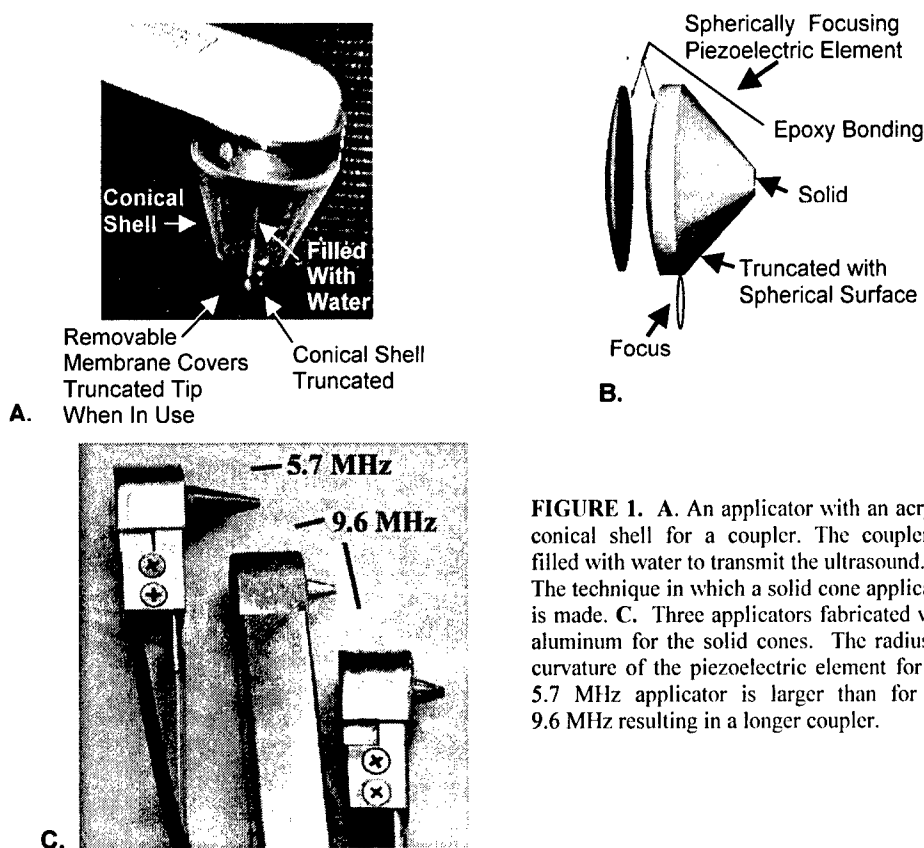 Conical
Shell
Filled
With
Water
Removable
Membrane Covers
Truncated Tip
When In Use
Conical Shell
Truncated
A.
Spherically Focusing
Piezoelectric Element
Epoxy Bonding
Solid
Truncated with
Spherical Surface
Focus
B.
5.7 MHz
9.6 MHz
C.
FIGURE 1. A. An applicator with an acr
conical shell for a coupler. The coupler
filled with water to transmit the ultrasound.
The technique in which a solid cone applica
is made. C. Three applicators fabricated v
aluminum for the solid cones. The radius
curvature of the piezoelectric element for
5.7 MHz applicator is larger than for
9.6 MHz resulting in a longer coupler.